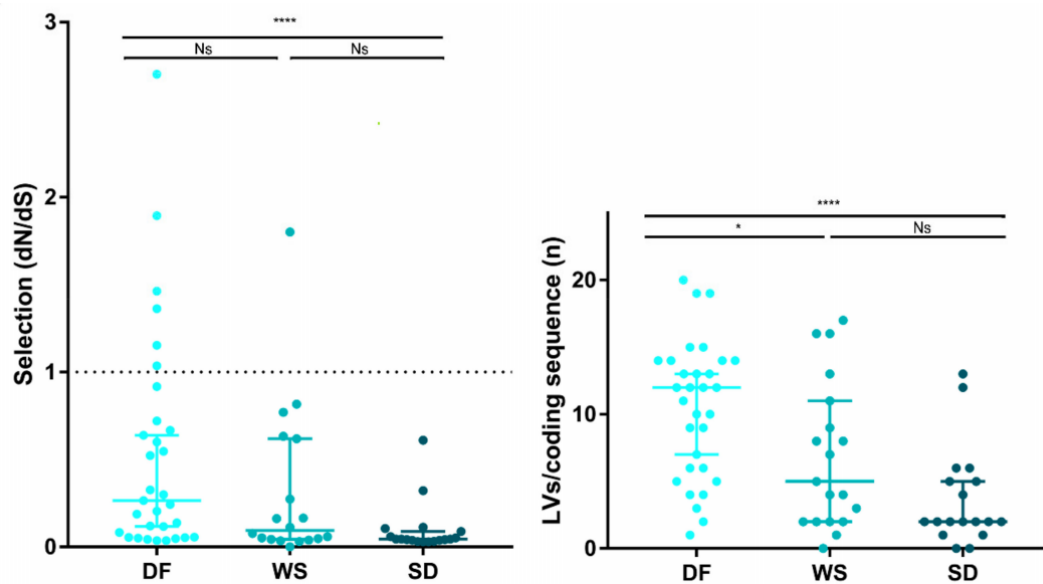 ****
Ns Ns
Selection (dN/dS)
3
2
1
0
DF WS SD
****
* Ns
LVs/coding sequence (n)
20
10
0
DF WS SD